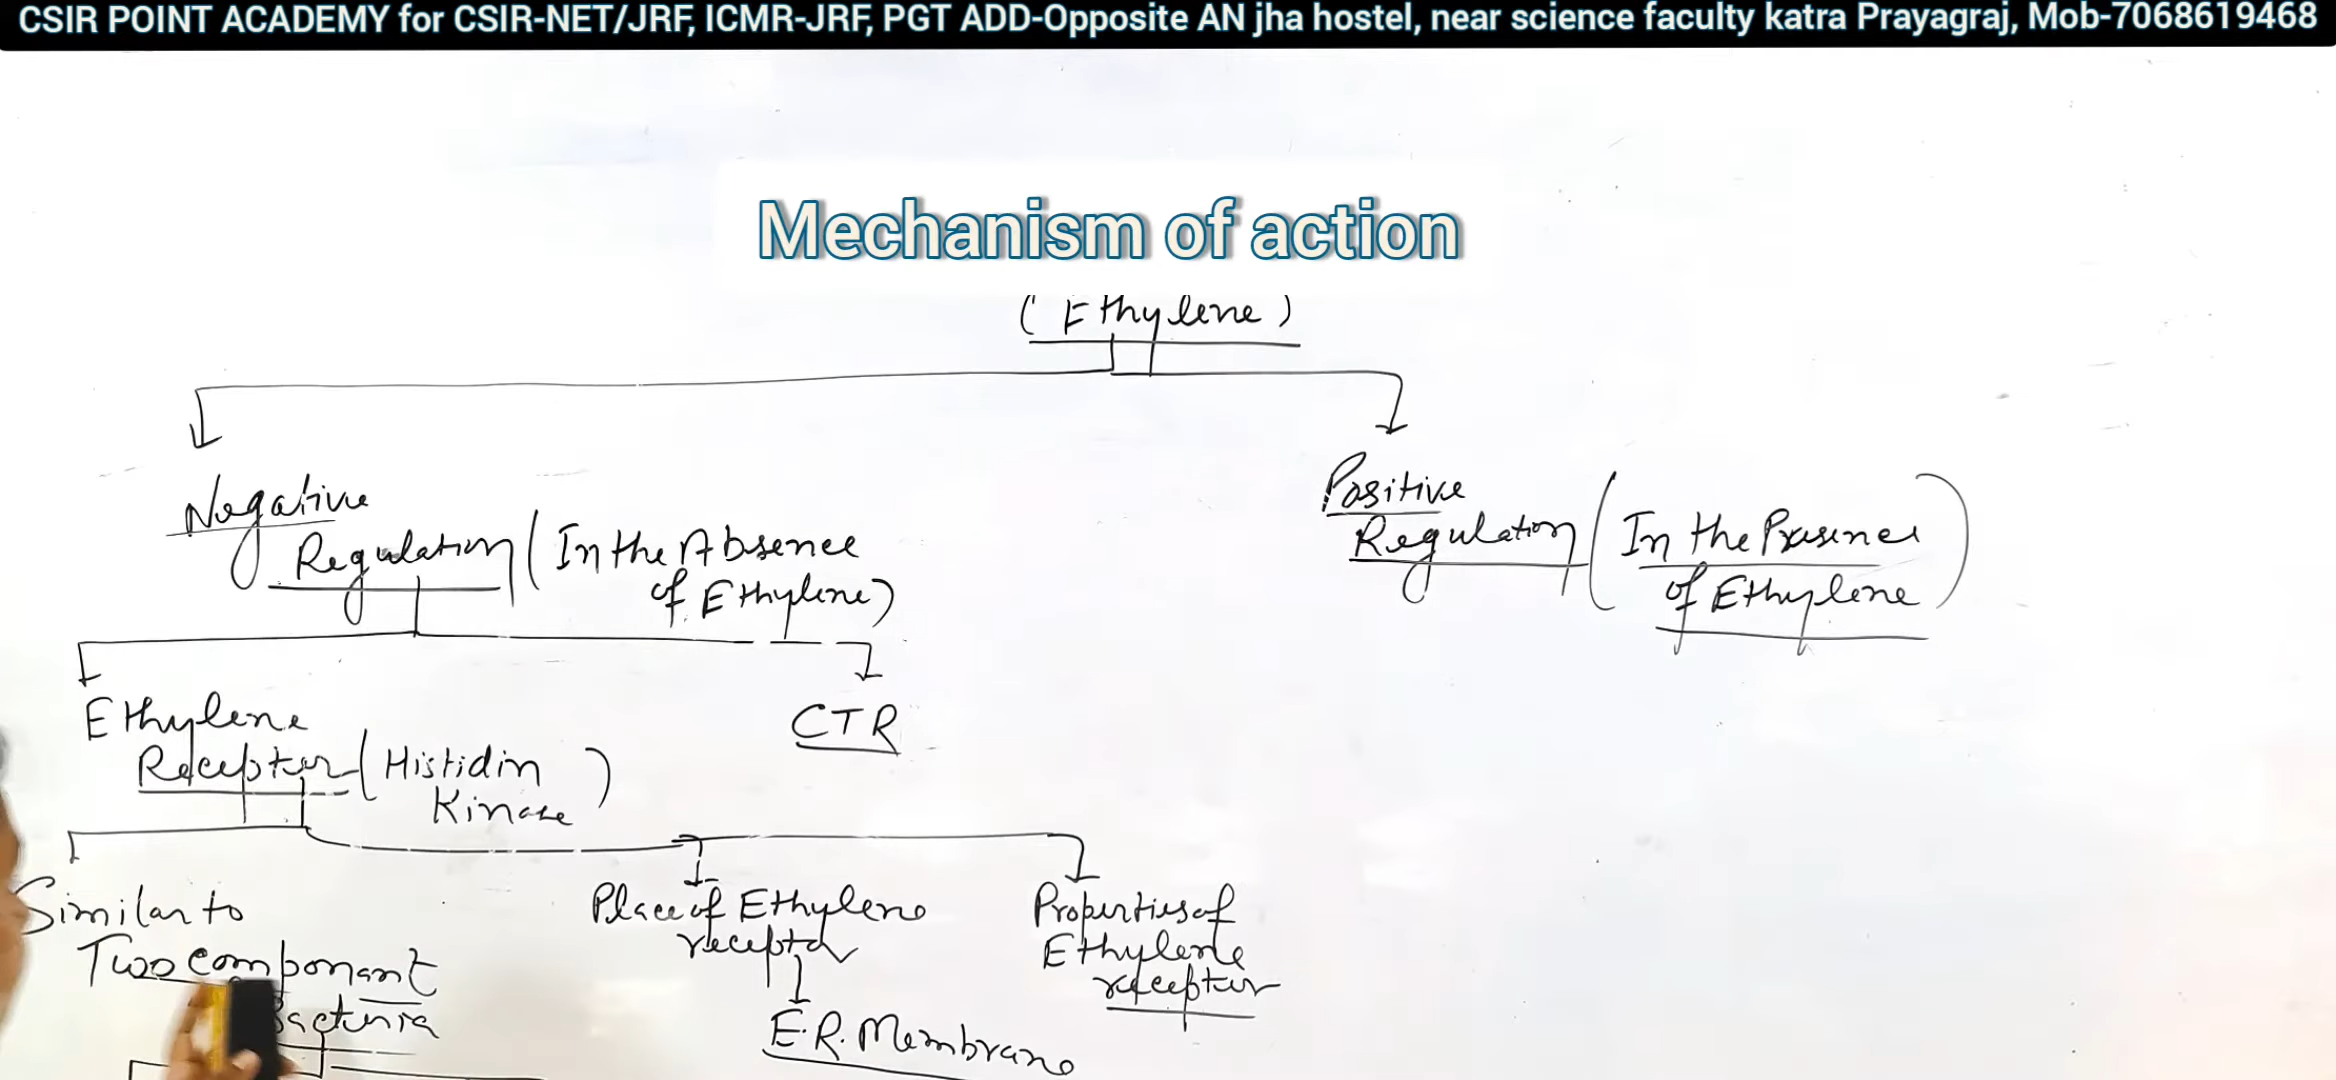 CSIR POINT ACADEMY for CSIR-NET/JRF, ICMR-JRF, PGT ADD-Opposite AN jha hostel, near science faculty katra Prayagraj, Mob-7068619468
Mechanism of action
(Ethylene)
Negative
Regulation (In the Absence
of Ethylene)
Positive
Regulation (In the Presence
of Ethylene)
Ethylene
Receptor (Histidin
Kinase)
CTR
Similar to
Two componant
Bacteria
Place of Ethylene
receptor
E.R. Membrane
Properties of
Ethylene
receptor